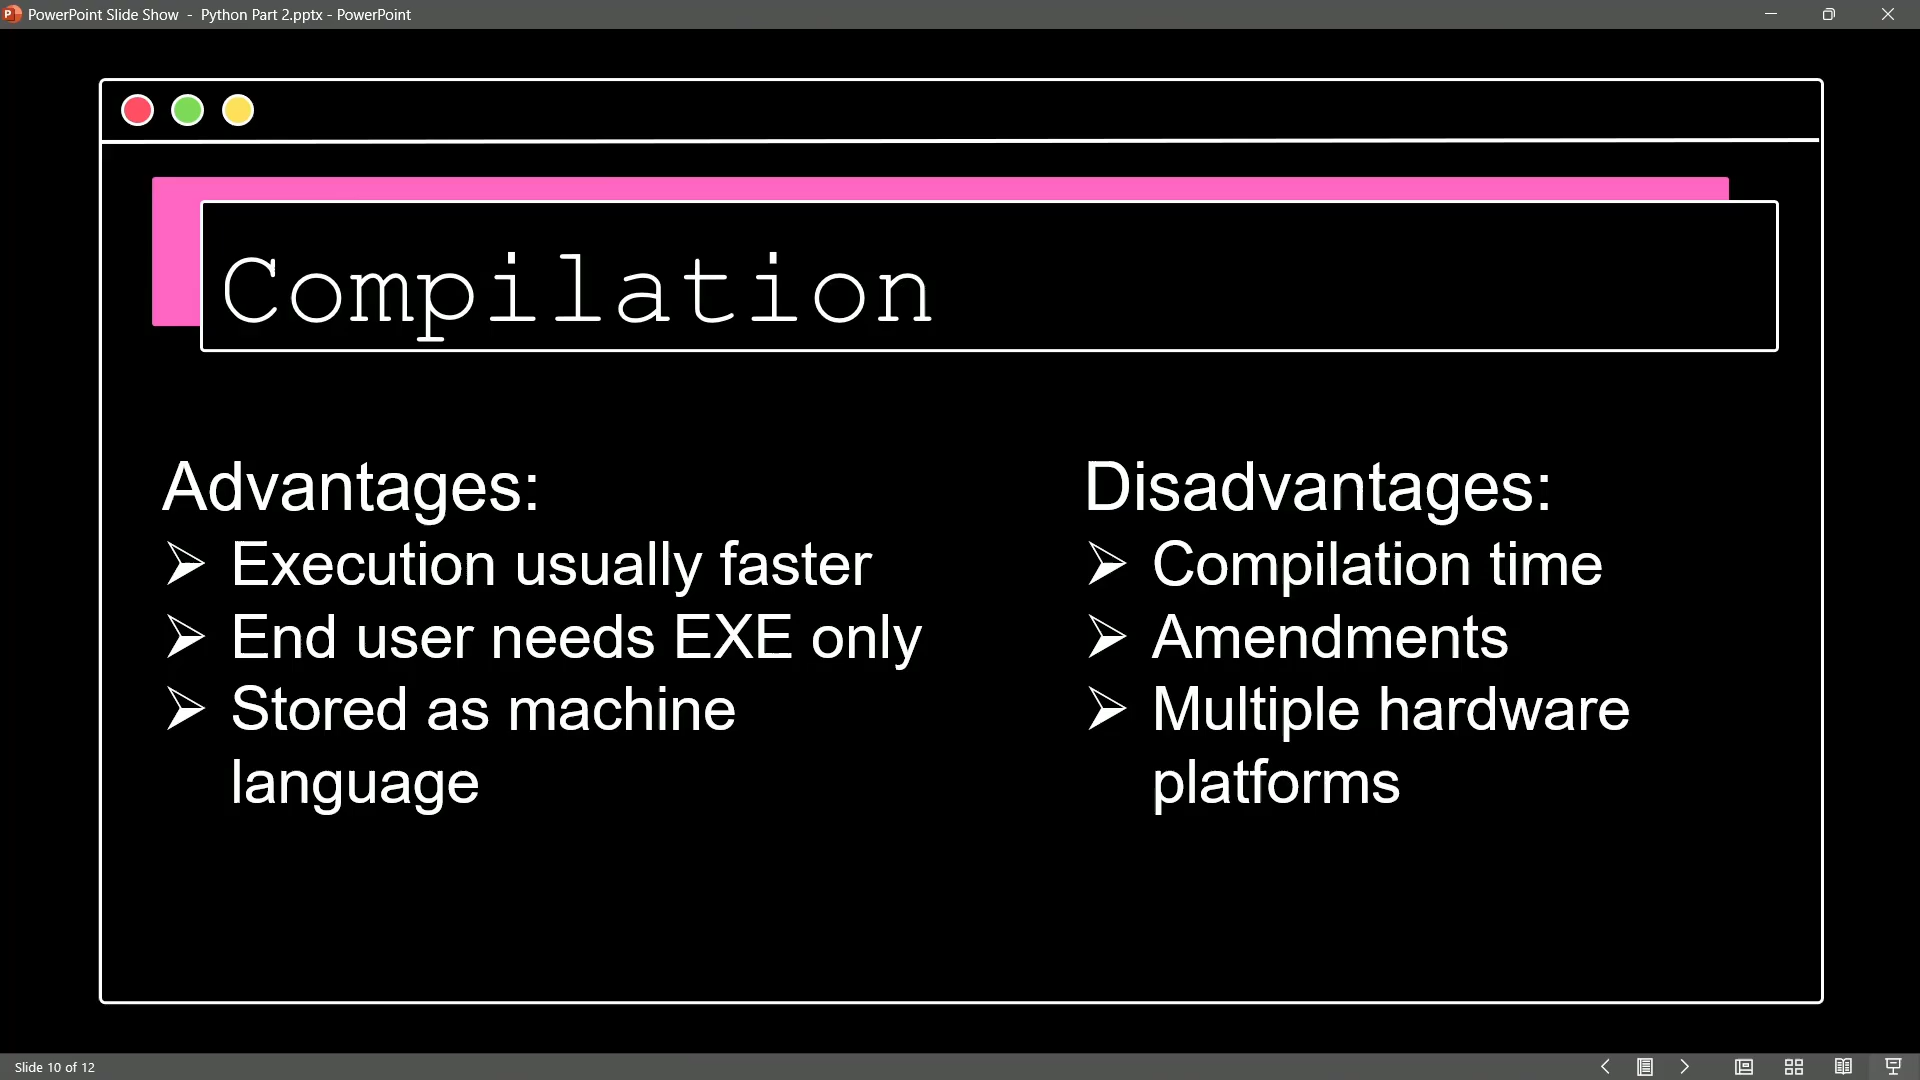 PowerPoint Slide Show - Python Part 2.pptx - PowerPoint
Compilation
Advantages:
Execution usually faster
End user needs EXE only
Stored as machine
language
Disadvantages:
Compilation time
Amendments
Multiple hardware
platforms
Slide 10 of 12